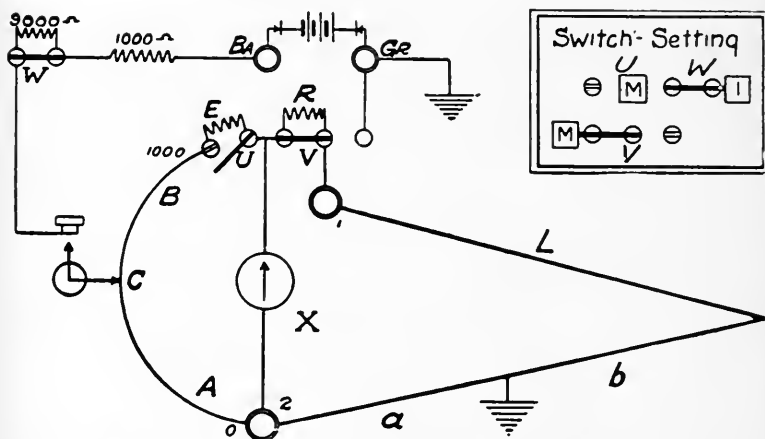 9000 ~
1000 ~
W
BA
GR
Switch-Setting
U
W
M
I
M
V
E
R
1000
U
V
B
1
L
C
X
A
2
0
a
b